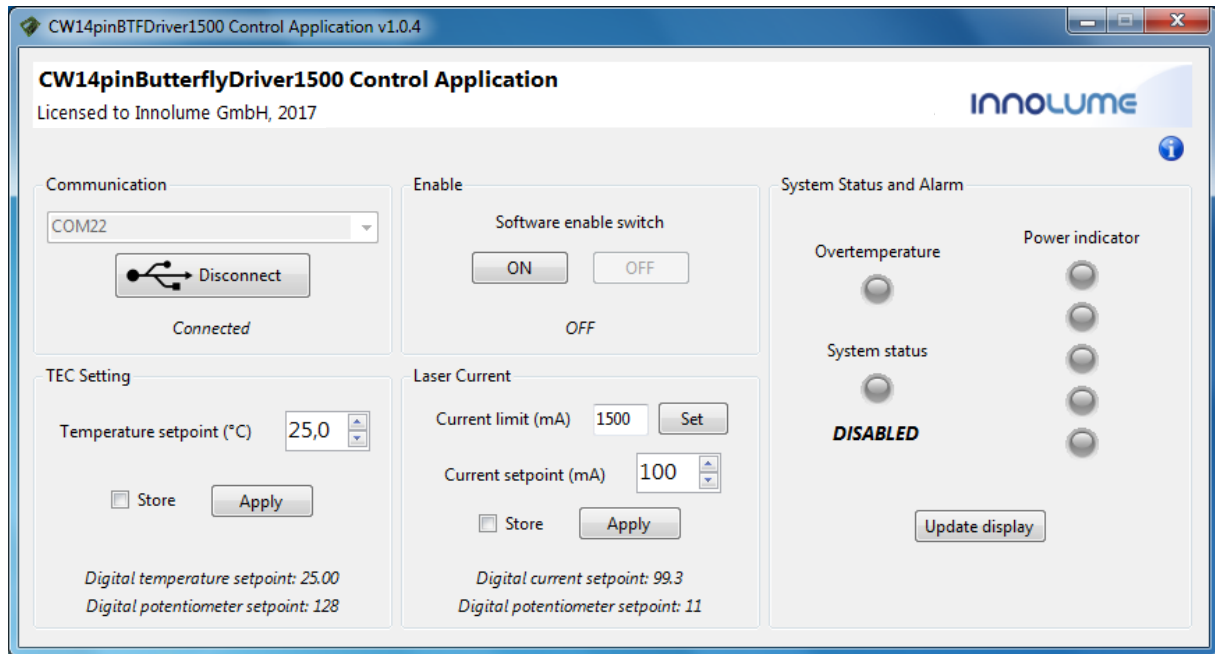 CW14pinBTFDriver1500 Control Application v1.0.4
CW14pinButterflyDriver1500 Control Application
Licensed to Innolume GmbH, 2017
INNOLUME
Communication
COM22
Disconnect
Connected
Enable
Software enable switch
ON OFF
OFF
System Status and Alarm
Overtemperature
Power indicator
System status
DISABLED
Update display
TEC Setting
Temperature setpoint (°C) 25,0
Store Apply
Digital temperature setpoint: 25.00
Digital potentiometer setpoint: 128
Laser Current
Current limit (mA) 1500 Set
Current setpoint (mA) 100
Store Apply
Digital current setpoint: 99.3
Digital potentiometer setpoint: 11